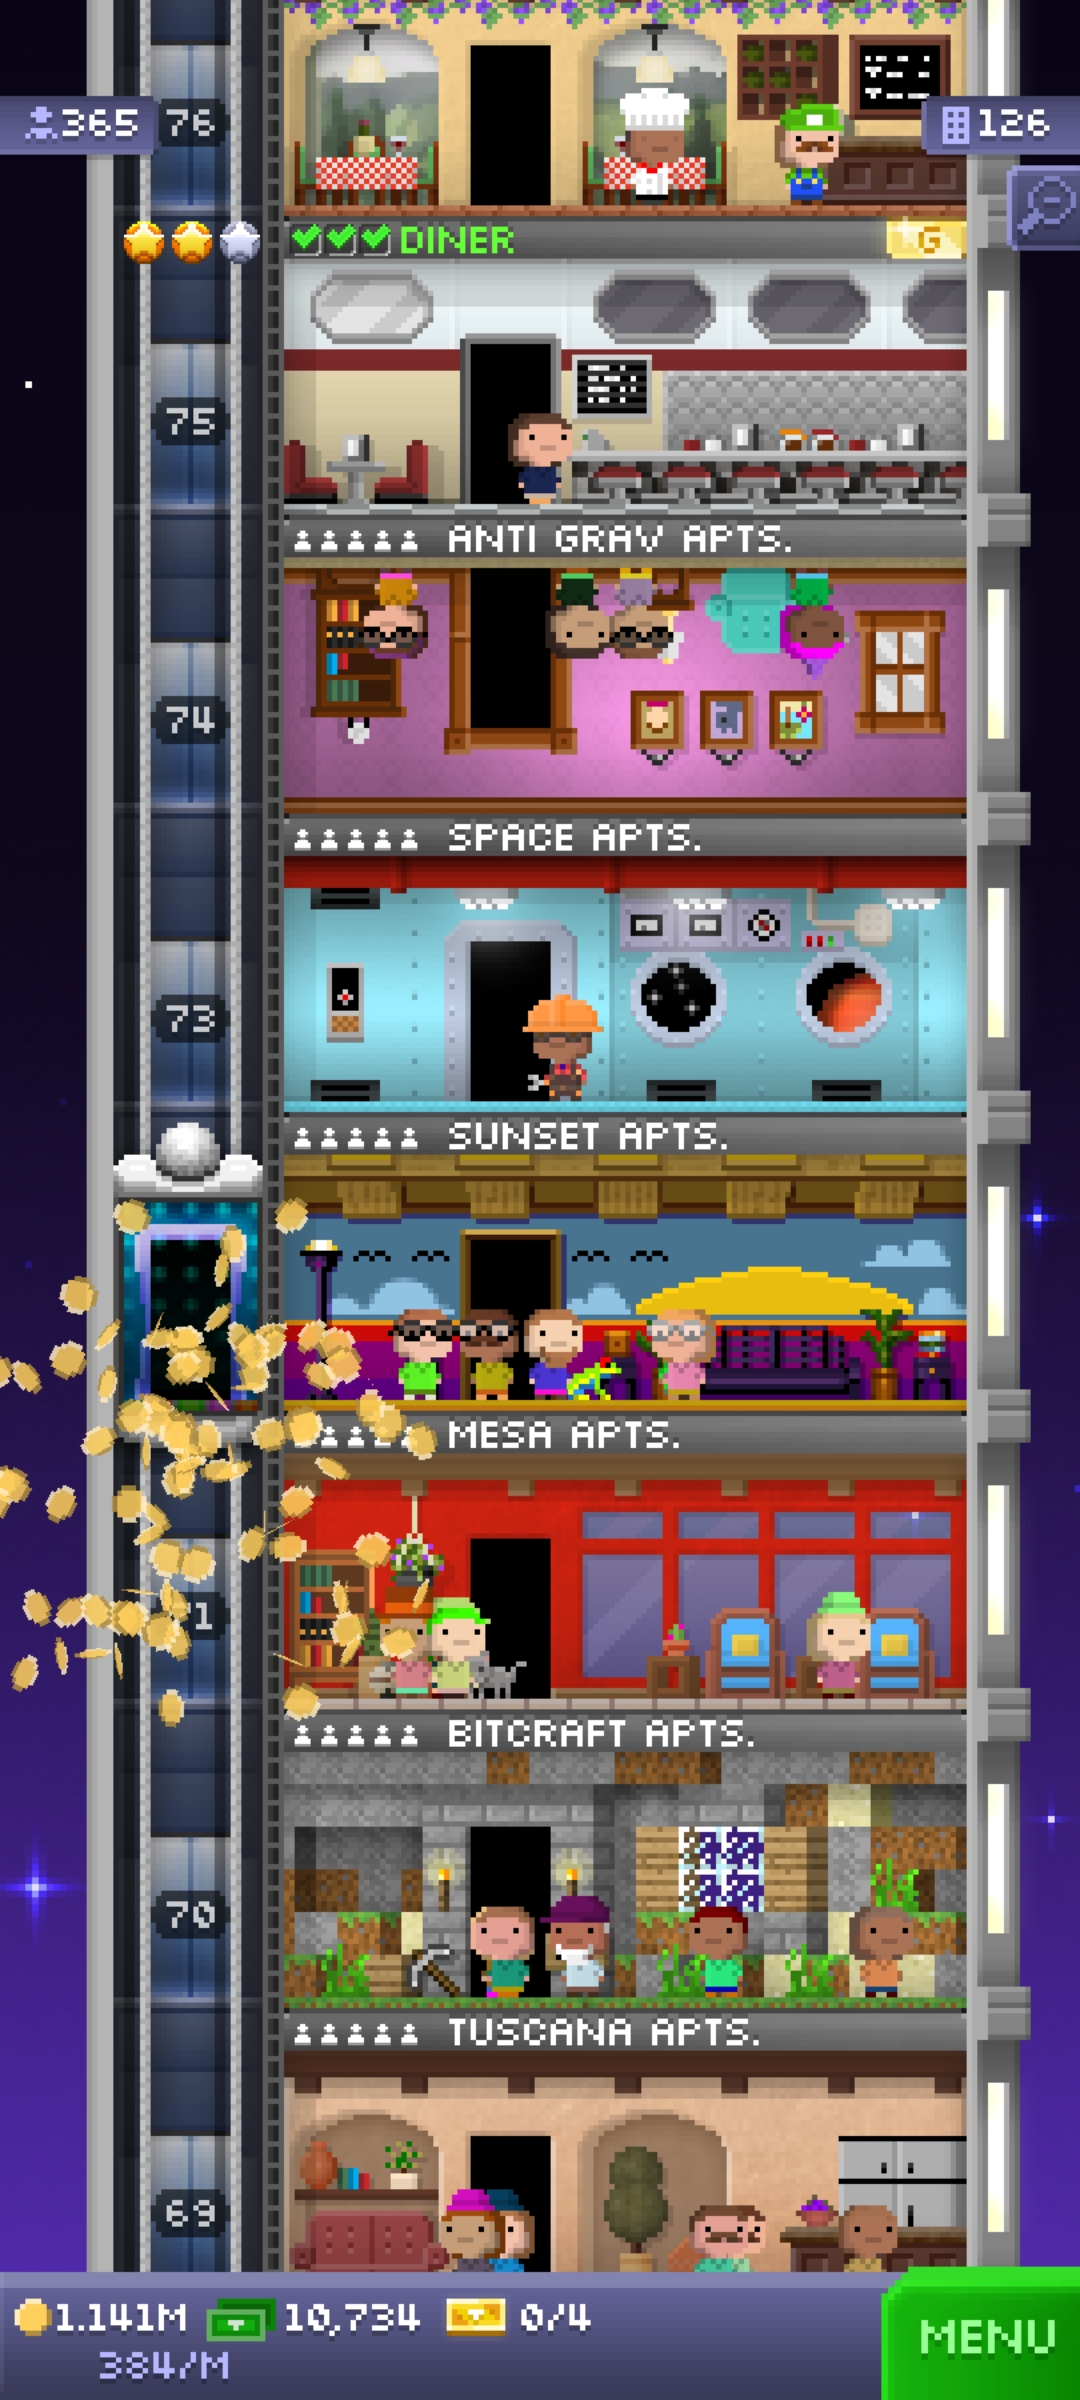 365
76
126
DINER
G
75
ANTI GRAV APTS.
74
SPACE APTS.
73
SUNSET APTS.
MESA APTS.
BITCRAFT APTS.
70
TUSCANA APTS.
69
1.141M
10,734
0/4
384/M
MENU